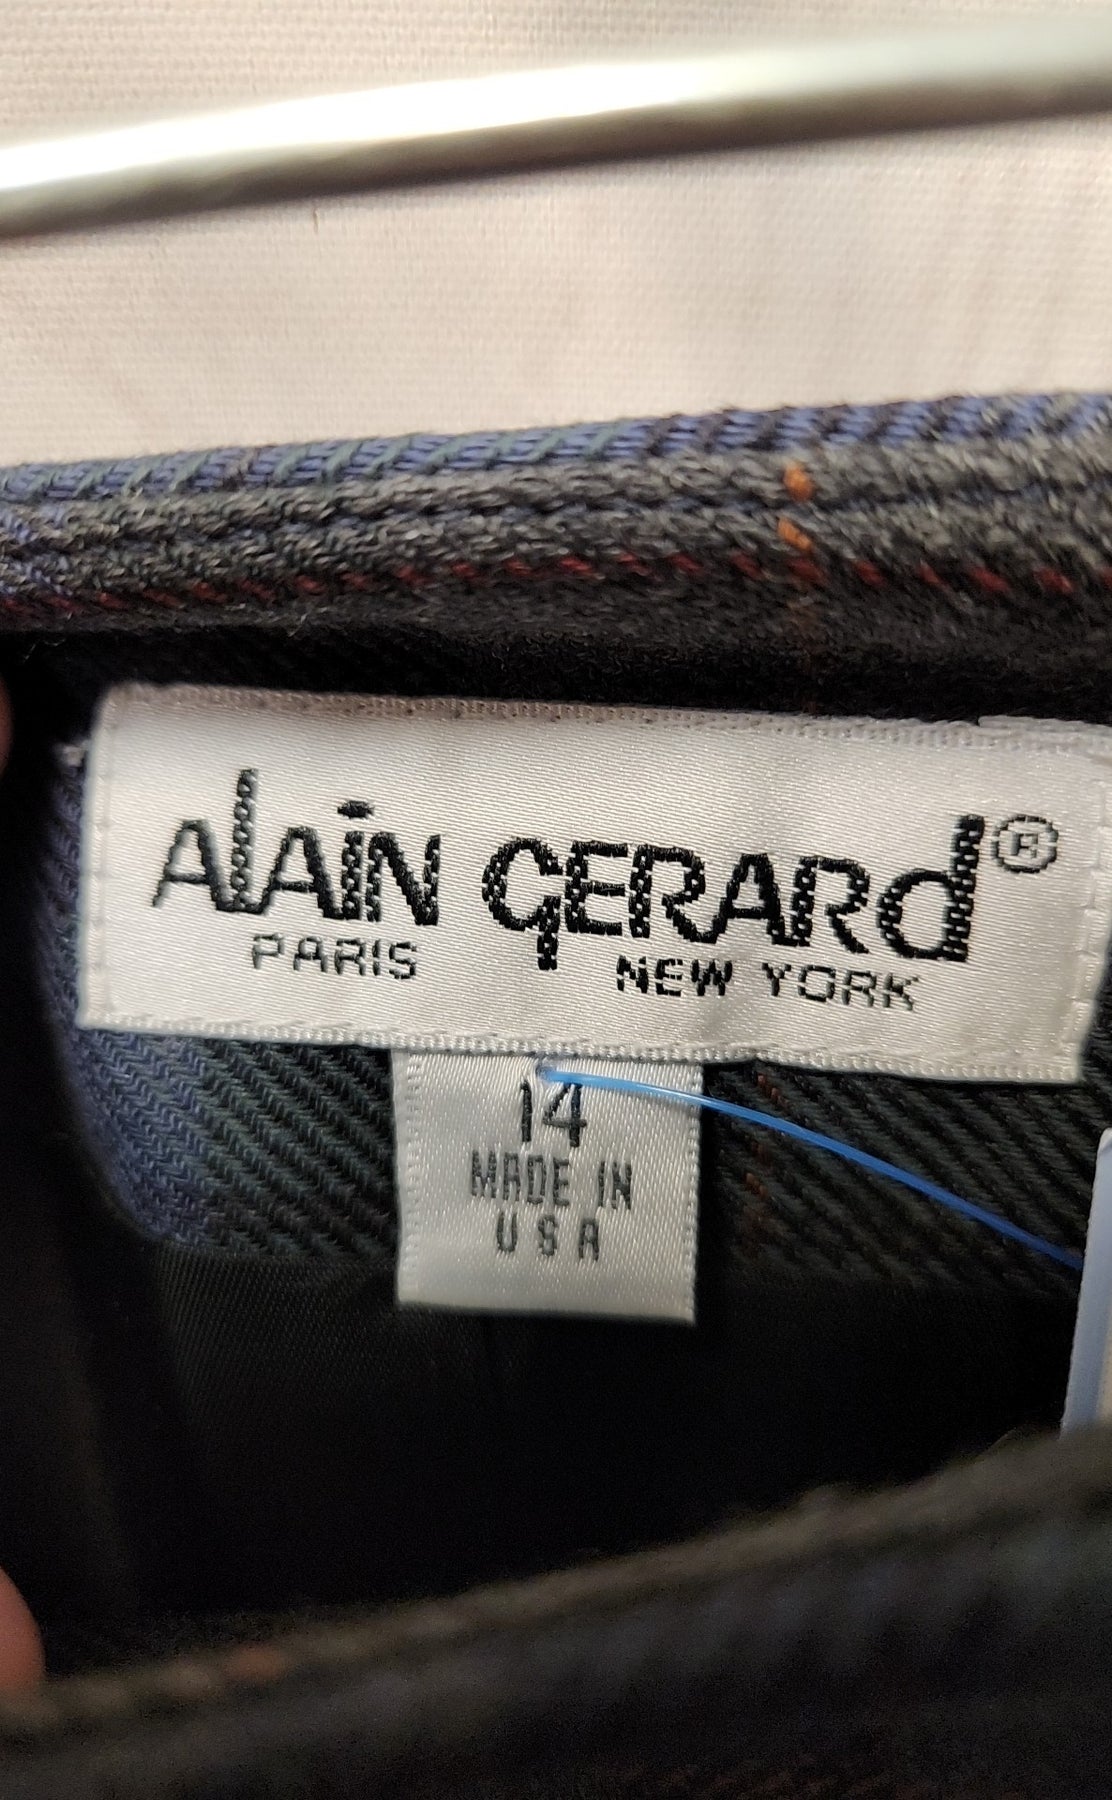 Alain Gerard®
PARIS NEW YORK
14
MADE IN
USA